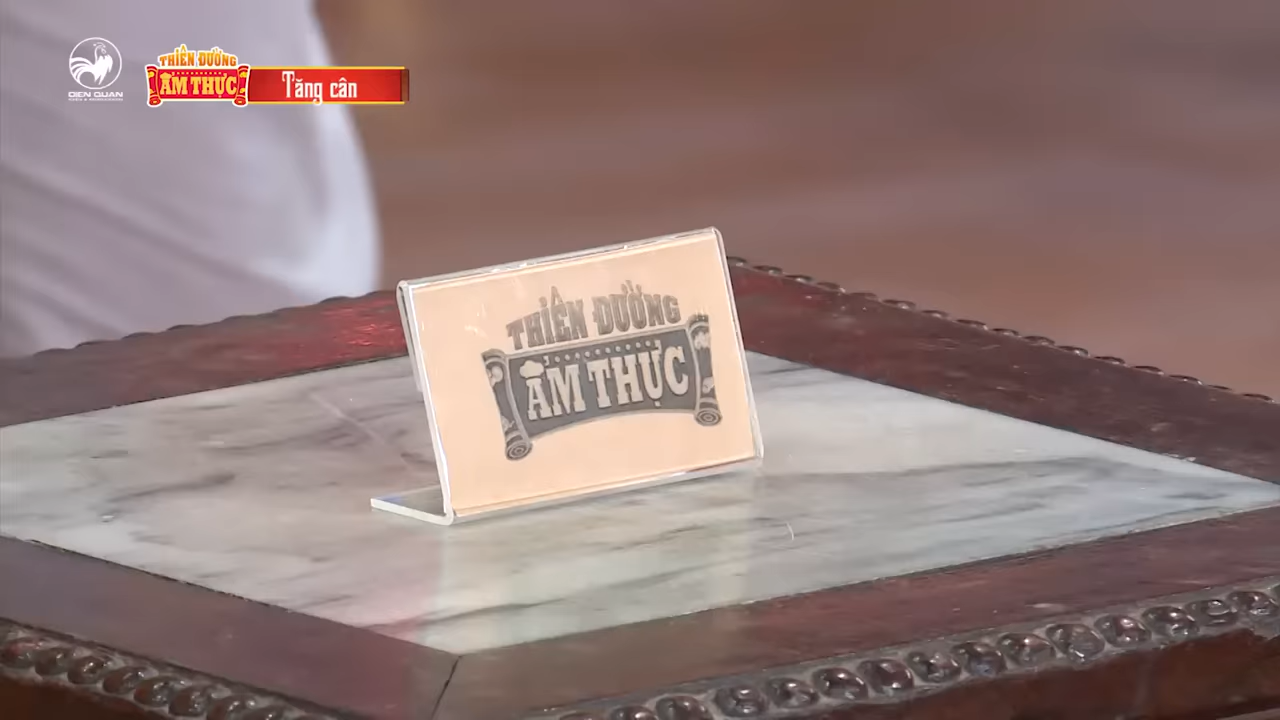 THIÊN ĐƯỜNG
ẨM THỰC
Tăng cân
DIEN QUAN
THIÊN ĐƯỜNG
ẨM THỰC